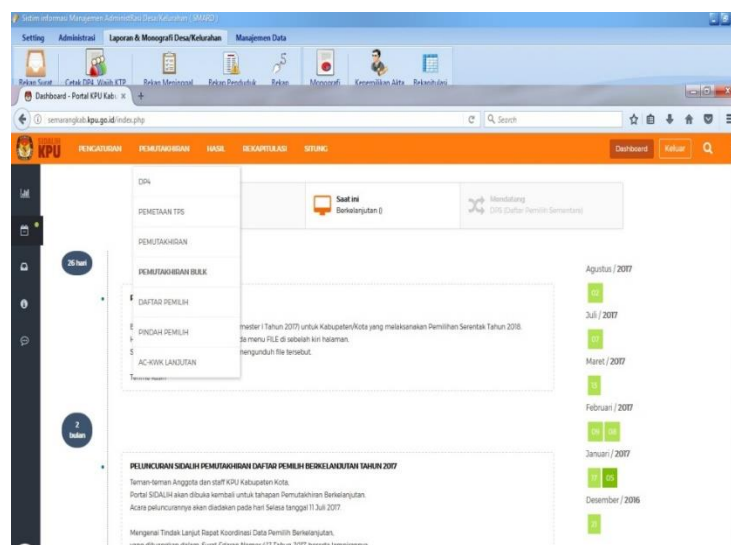 Sistim informasi Manajemen Administrasi Desa/Kelurahan ( SIMARD )
Setting Administrasi Laporan & Monografi Desa/Kelurahan Manajemen Data
Rekap Surat Cetak DP4 Wajib KTP Rekap Meninggal Rekap Penduduk Rekap Monografi Kepemilikan Akta Rekapitulasi
Dashboard - Portal KPU Kab
semarangkab.kpu.go.id/index.php
Search
SIDALIH
KPU
PENGATURAN PEMUTAKHIRAN HASIL REKAPITULASI SITUNG
Dashboard Keluar
DP4
PEMETAAN TPS
PEMUTAKHIRAN
PEMUTAKHIRAN BULK
DAFTAR PEMILIH
PINDAH PEMILIH
AC-KWK LANJUTAN
Saat ini
Berkelanjutan ()
Mendatang
DPS (Daftar Pemilih Sementara)
26 hari
mester I Tahun 2017) untuk Kabupaten/Kota yang melaksanakan Pemilihan Serentak Tahun 2018.
da menu FILE di sebelah kiri halaman.
mengunduh file tersebut.
2
bulan
PELUNCURAN SIDALIH PEMUTAKHIRAN DAFTAR PEMILIH BERKELANJUTAN TAHUN 2017
Teman-teman Anggota dan staff KPU Kabupaten Kota.
Portal SIDALIH akan dibuka kembali untuk tahapan Pemutakhiran Berkelanjutan.
Acara peluncurannya akan diadakan pada hari Selasa tanggal 11 Juli 2017
Mengenai Tindak Lanjut Rapat Koordinasi Data Pemilih Berkelanjutan,
Agustus / 2017
02
Juli / 2017
07
Maret / 2017
13
Februari / 2017
Januari / 2017
17 05
Desember / 2016
21